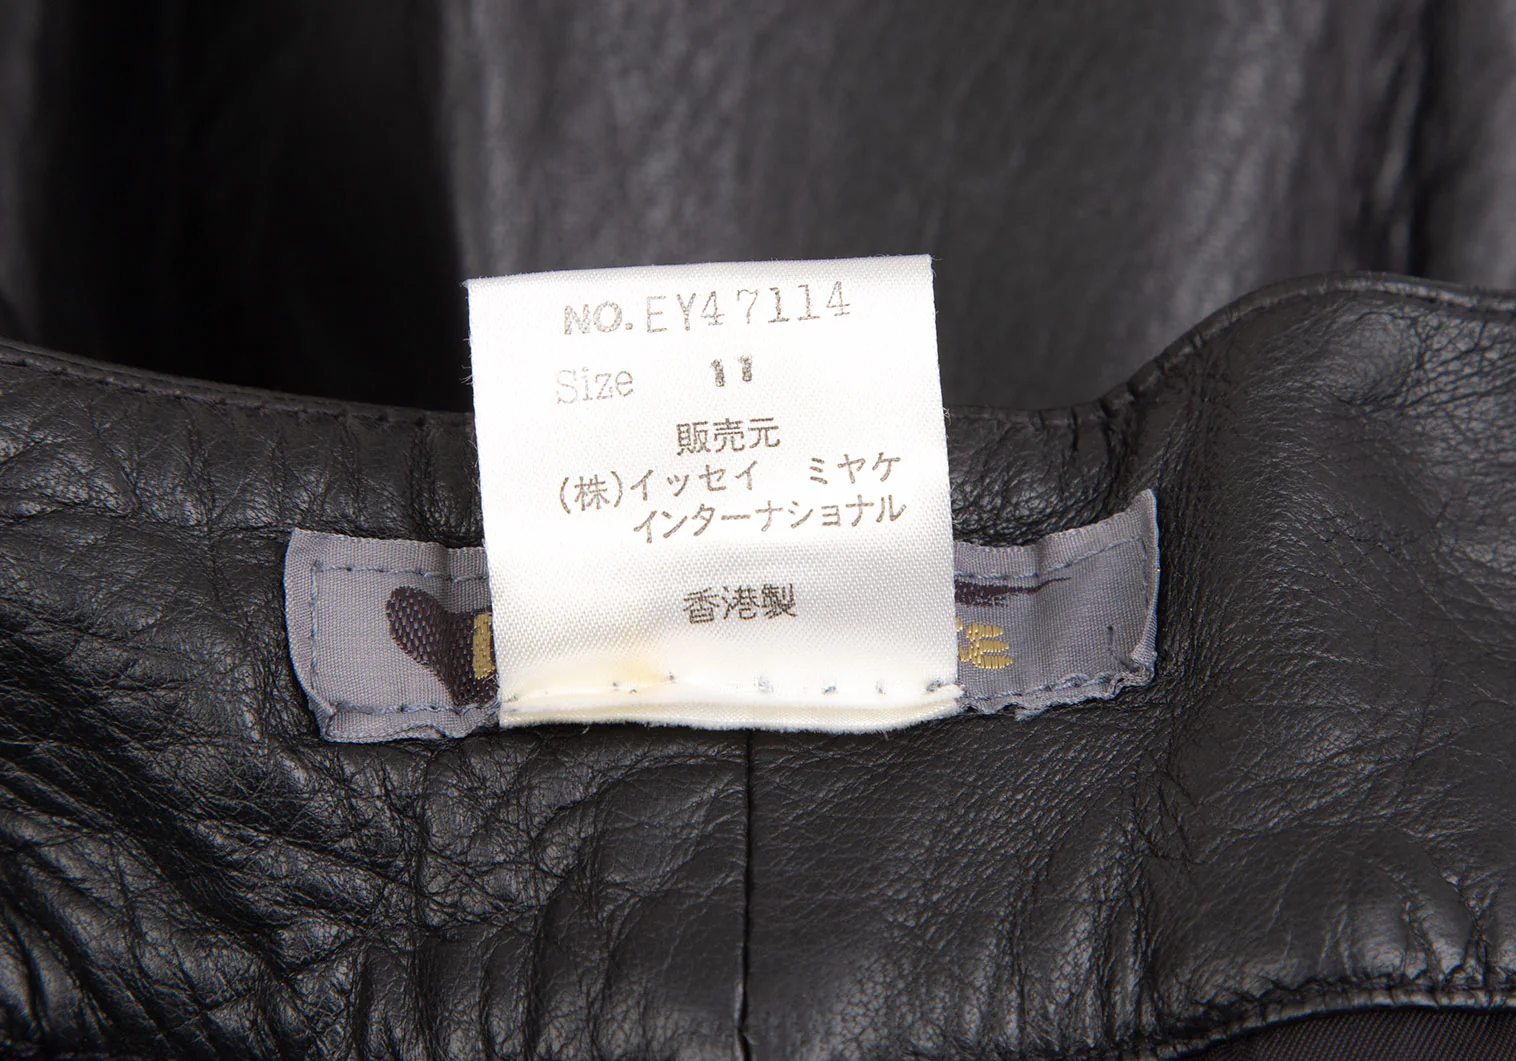 NO. EY47114
Size 11
販売元
(株)イッセイ ミヤケ
インターナショナル
香港製